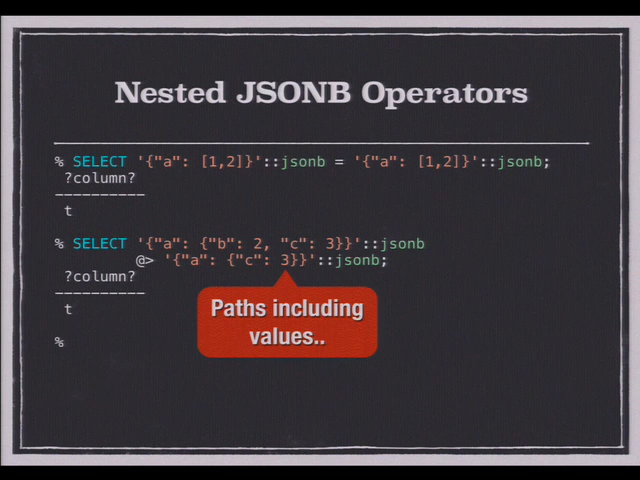 Nested JSONB Operators
% SELECT '{"a": [1,2]}'::jsonb = '{"a": [1,2]}'::jsonb;
?column?
----------
t
% SELECT '{"a": {"b": 2, "c": 3}}'::jsonb
@> '{"a": {"c": 3}}'::jsonb;
?column?
----------
t
%
Paths including
values..